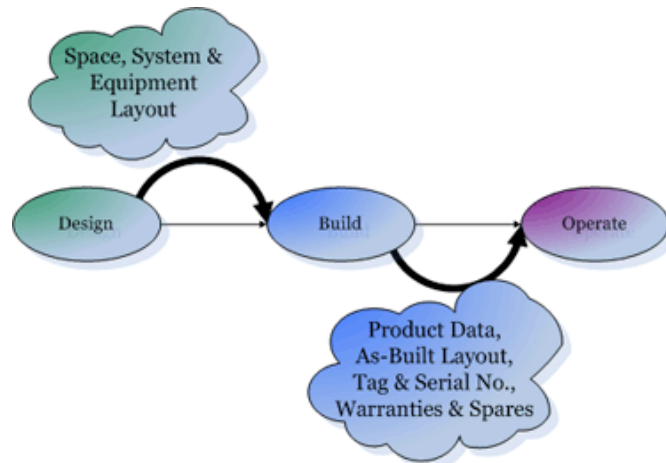 Space, System &
Equipment
Layout
Design
Build
Operate
Product Data,
As-Built Layout,
Tag & Serial No.,
Warranties & Spares